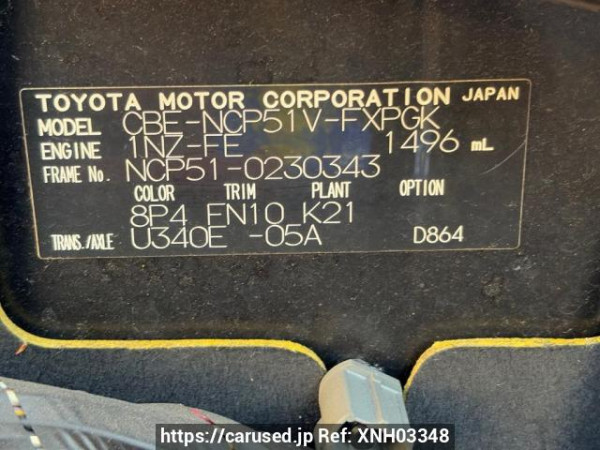 TOYOTA MOTOR CORPORATION JAPAN
MODEL CBE-NCP51V-FXPGK
ENGINE 1NZ-FE 1496 mL
FRAME No. NCP51-0230343
COLOR TRIM PLANT OPTION
8P4 FN10 K21
TRANS./AXLE U340E -05A D864
https://carused.jp Ref: XNH03348